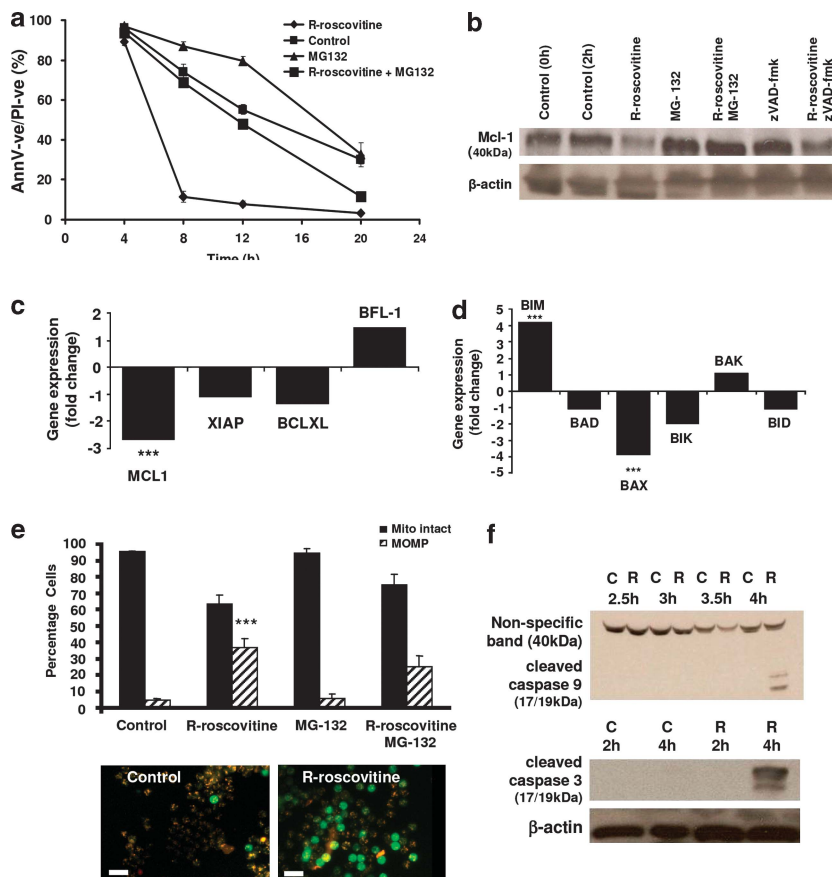 a
AnnV-ve/PI-ve (%)
100
80
60
40
20
0
0 4 8 12 16 20 24
Time (h)
R-roscovitine
Control
MG132
R-roscovitine + MG132
b
Control (0h)
Control (2h)
R-roscovitine
MG-132
R-roscovitine
MG-132
zVAD-fmk
R-roscovitine
zVAD-fmk
Mcl-1
(40kDa)
β-actin
c
Gene expression
(fold change)
2
1
0
-1
-2
-3
BFL-1
XIAP
BCLXL
***
MCL1
d
Gene expression
(fold change)
5
4
3
2
1
0
-1
-2
-3
-4
-5
BIM
***
BAK
BAD
BIK
BID
***
BAX
e
Mito intact
MOMP
Percentage Cells
100
90
80
70
60
50
40
30
20
10
0
***
Control
R-roscovitine
MG-132
R-roscovitine
MG-132
Control
R-roscovitine
f
C R C R C R C R
2.5h 3h 3.5h 4h
Non-specific
band (40kDa)
cleaved
caspase 9
(17/19kDa)
C C R R
2h 4h 2h 4h
cleaved
caspase 3
(17/19kDa)
β-actin